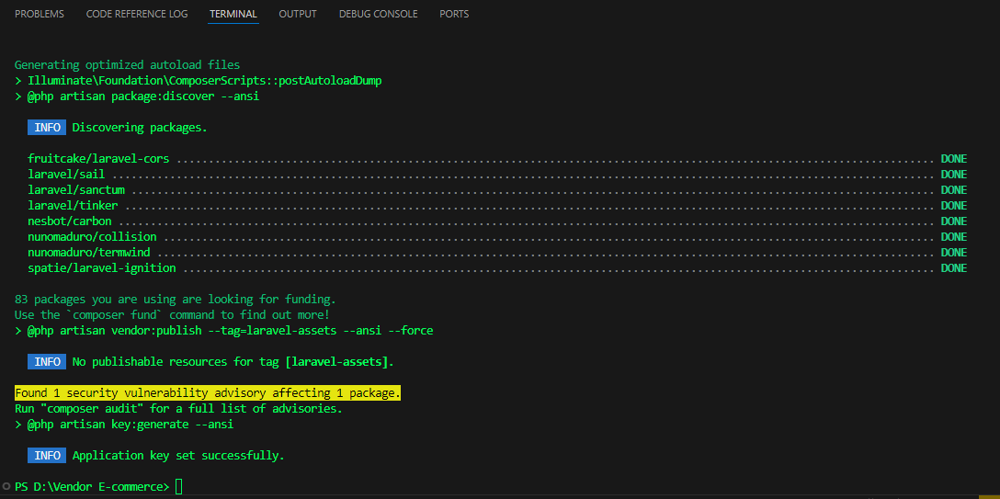 PROBLEMS CODE REFERENCE LOG TERMINAL OUTPUT DEBUG CONSOLE PORTS
Generating optimized autoload files
> Illuminate\Foundation\ComposerScripts::postAutoloadDump
> @php artisan package:discover --ansi
INFO Discovering packages.
fruitcake/laravel-cors ........................................................................................................................ DONE
laravel/sail .................................................................................................................................. DONE
laravel/sanctum ............................................................................................................................... DONE
laravel/tinker ................................................................................................................................ DONE
nesbot/carbon ................................................................................................................................. DONE
nunomaduro/collision .......................................................................................................................... DONE
nunomaduro/termwind ........................................................................................................................... DONE
spatie/laravel-ignition ....................................................................................................................... DONE
83 packages you are using are looking for funding.
Use the `composer fund` command to find out more!
> @php artisan vendor:publish --tag=laravel-assets --ansi --force
INFO No publishable resources for tag [laravel-assets].
Found 1 security vulnerability advisory affecting 1 package.
Run "composer audit" for a full list of advisories.
> @php artisan key:generate --ansi
INFO Application key set successfully.
PS D:\Vendor E-commerce>